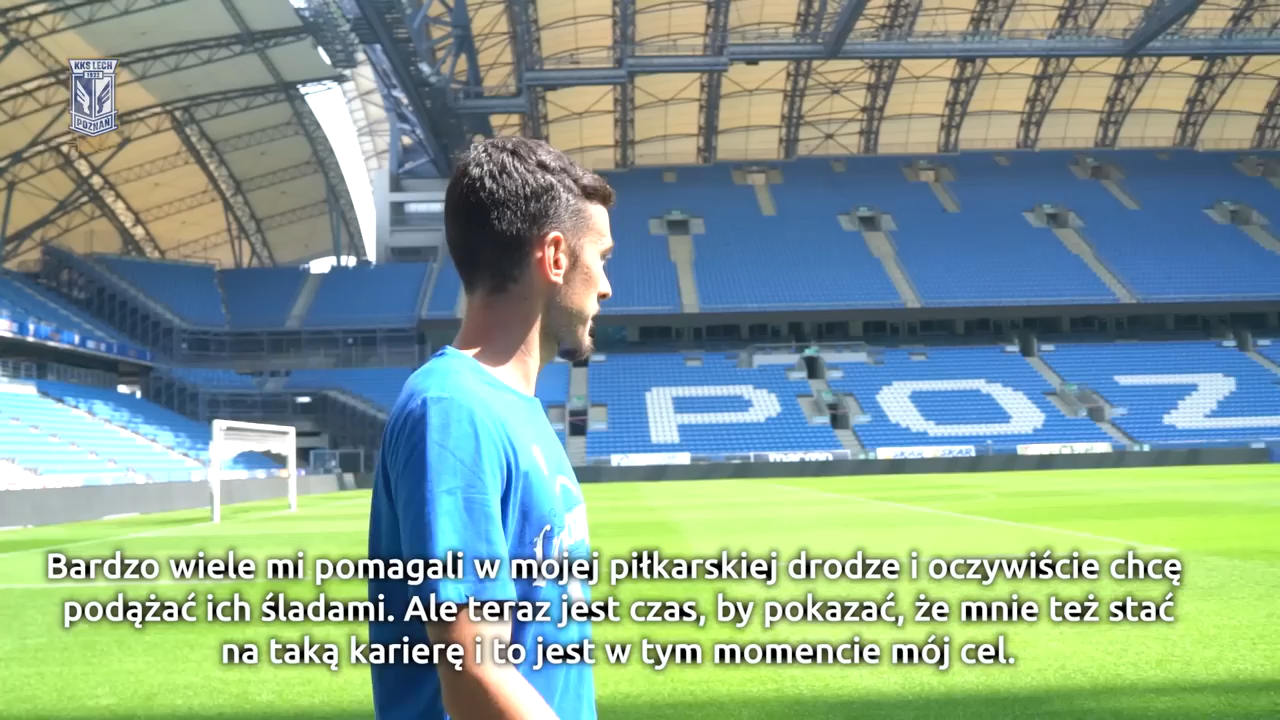 KKS LECH
1922
POZNAŃ
POZ
Bardzo wiele mi pomagali w mojej piłkarskiej drodze i oczywiście chcę
podążać ich śladami. Ale teraz jest czas, by pokazać, że mnie też stać
na taką karierę i to jest w tym momencie mój cel.